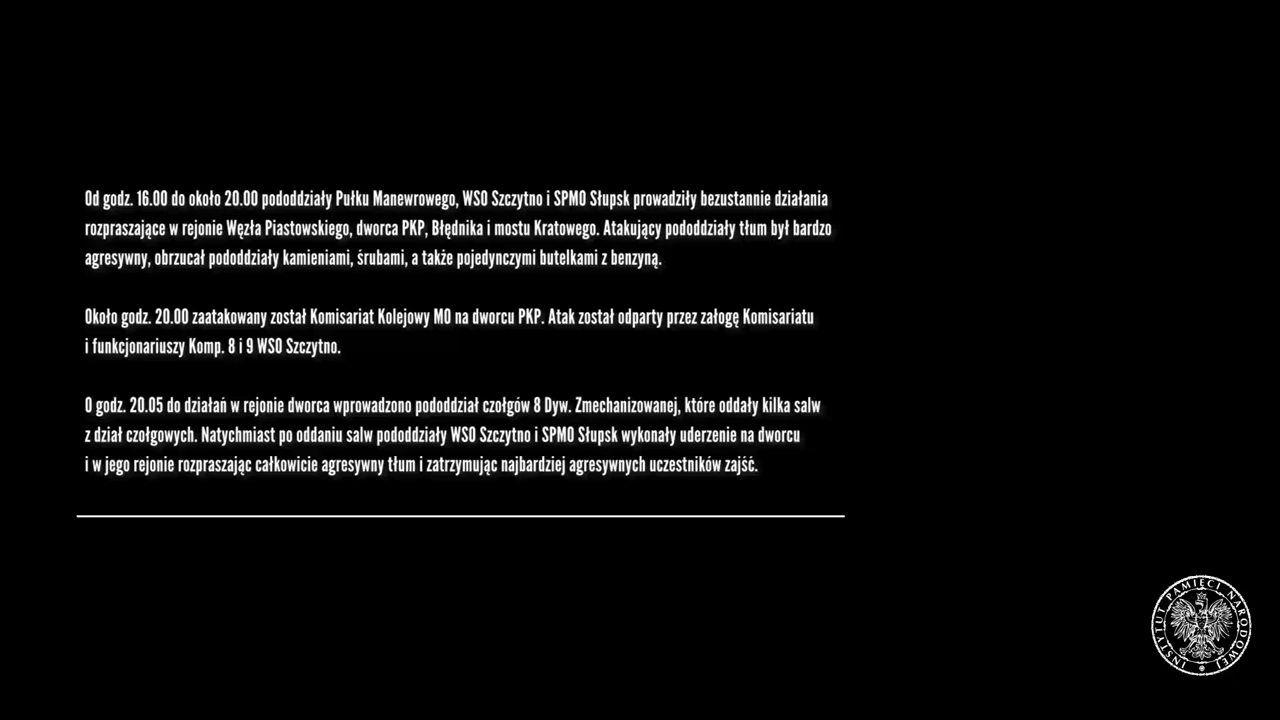 Od godz. 16.00 do około 20.00 pododdziały Pułku Manewrowego, WSO Szczytno i SPMO Słupsk prowadziły bezustannie działania
rozpraszające w rejonie Węzła Piastowskiego, dworca PKP, Błędnika i mostu Kratowego. Atakujący pododdziały tłum był bardzo
agresywny, obrzucał pododdziały kamieniami, śrubami, a także pojedynczymi butelkami z benzyną.
Około godz. 20.00 zaatakowany został Komisariat Kolejowy MO na dworcu PKP. Atak został odparty przez załogę Komisariatu
i funkcjonariuszy Komp. 8 i 9 WSO Szczytno.
O godz. 20.05 do działań w rejonie dworca wprowadzono pododdział czołgów 8 Dyw. Zmechanizowanej, które oddały kilka salw
z dział czołgowych. Natychmiast po oddaniu salw pododdziały WSO Szczytno i SPMO Słupsk wykonały uderzenie na dworcu
i w jego rejonie rozpraszając całkowicie agresywny tłum i zatrzymując najbardziej agresywnych uczestników zajść.
INSTYTUT PAMIĘCI NARODOWEJ